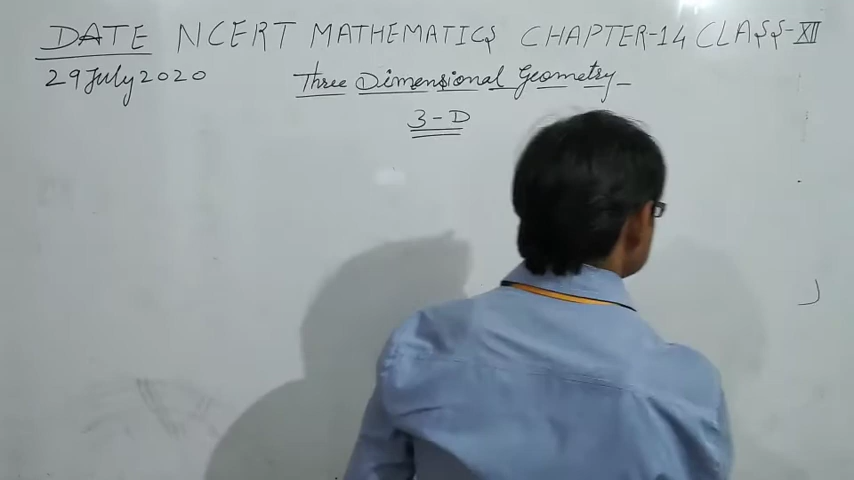 DATE NCERT MATHEMATICS CHAPTER-14 CLASS-XII
29 July 2020 Three Dimensional Geometry
3-D